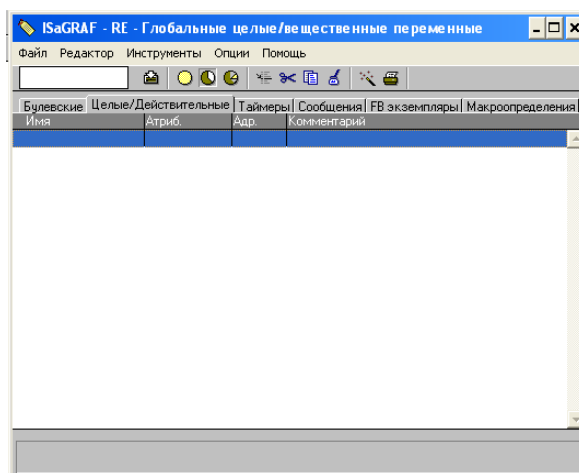 ISaGRAF - RE - Глобальные целые/вещественные переменные
Файл Редактор Инструменты Опции Помощь
Булевские Целые/Действительные Таймеры Сообщения FB экземпляры Макроопределения
Имя Атриб. Адр. Комментарий